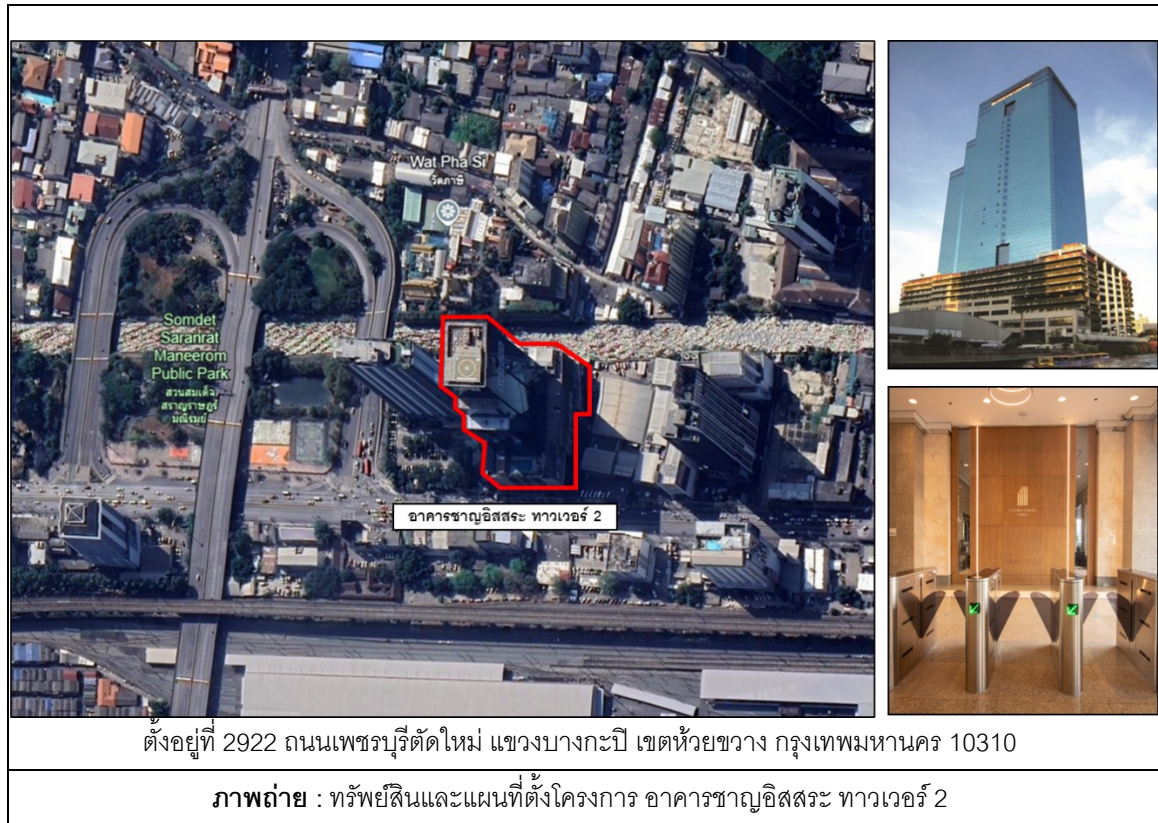 Wat Pha Si
วัดภาษี
Somdet
Saranrat
Maneerom
Public Park
สวนสมเด็จ
สราญราษฎร์
มณีรมย์
อาคารชาญอิสสระ ทาวเวอร์ 2
ตั้งอยู่ที่ 2922 ถนนเพชรบุรีตัดใหม่ แขวงบางกะปิ เขตห้วยขวาง กรุงเทพมหานคร 10310
ภาพถ่าย : ทรัพย์สินและแผนที่ตั้งโครงการ อาคารชาญอิสสระ ทาวเวอร์ 2